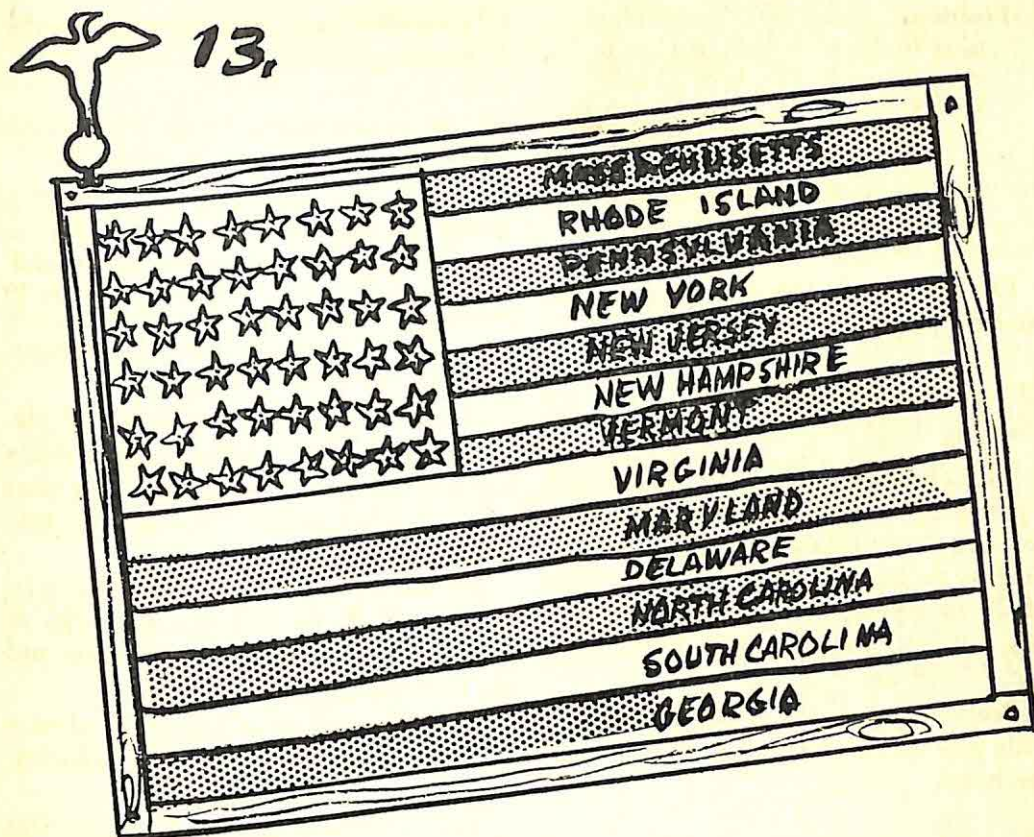 13.
MASSACHUSETTS
RHODE ISLAND
PENNSYLVANIA
NEW YORK
NEW JERSEY
NEW HAMPSHIRE
VERMONT
VIRGINIA
MARYLAND
DELAWARE
NORTH CAROLINA
SOUTH CAROLINA
GEORGIA